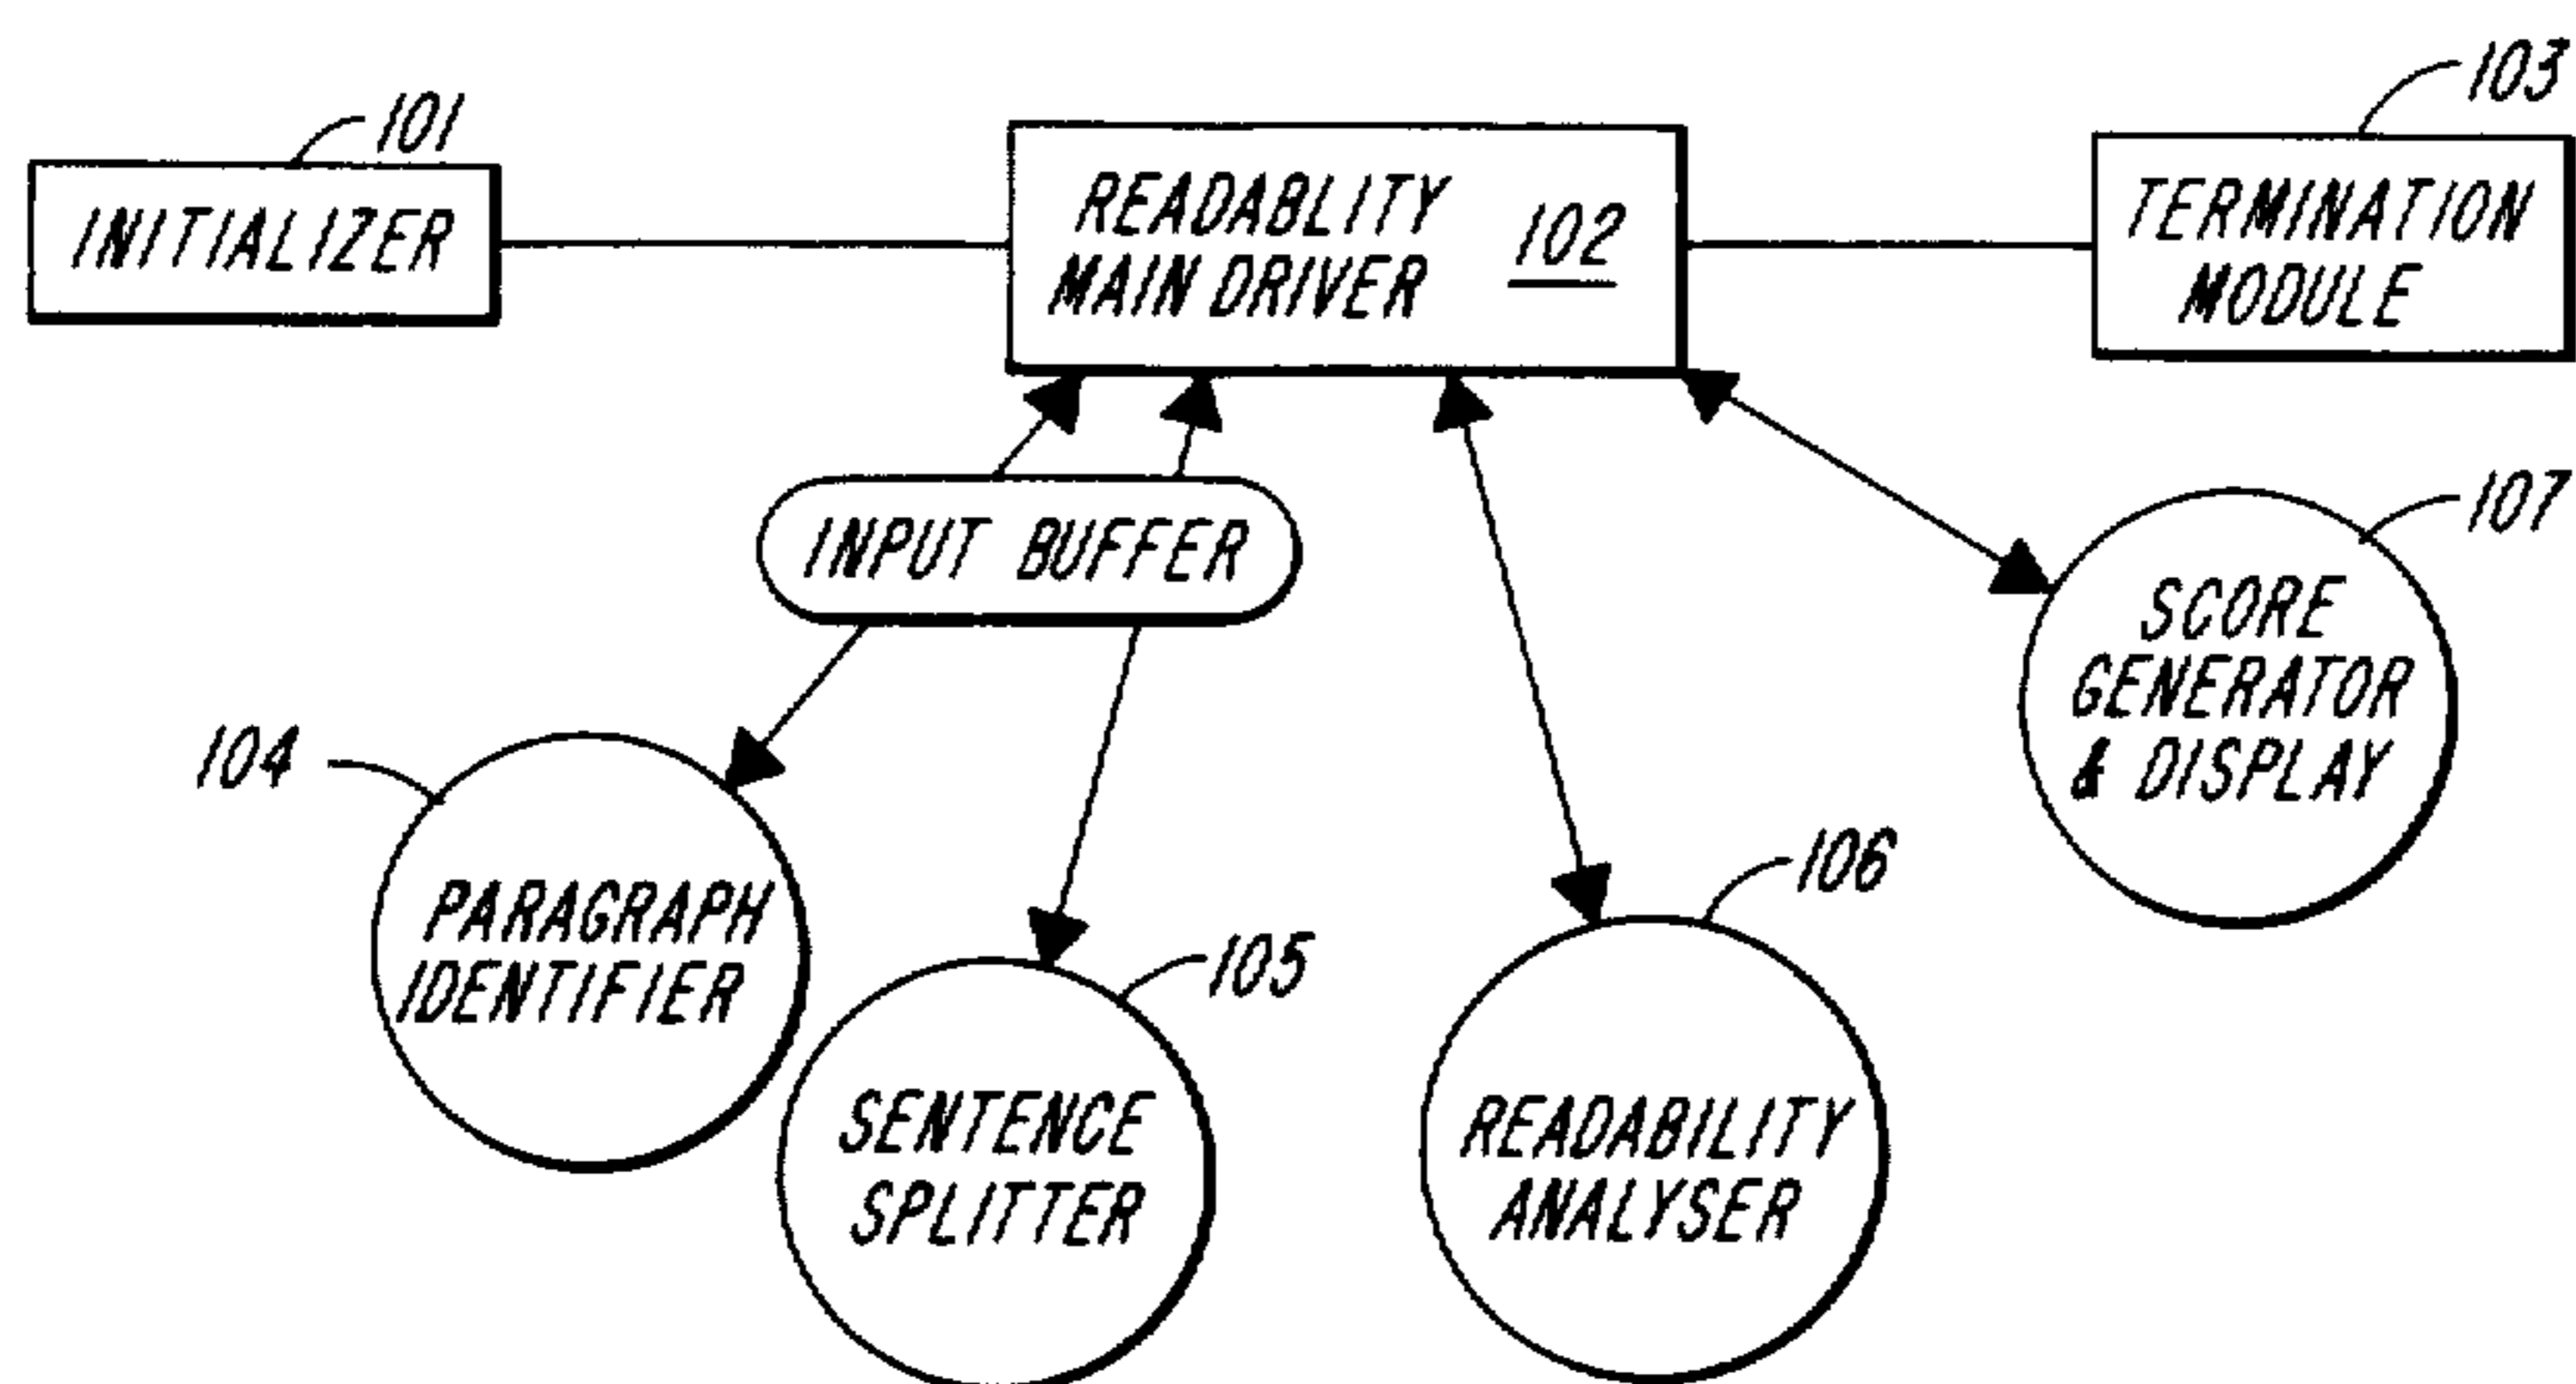 101
INITIALIZER
READABLITY
MAIN DRIVER
102
103
TERMINATION
MODULE
INPUT BUFFER
107
SCORE
GENERATOR
& DISPLAY
104
PARAGRAPH
IDENTIFIER
105
SENTENCE
SPLITTER
106
READABILITY
ANALYSER